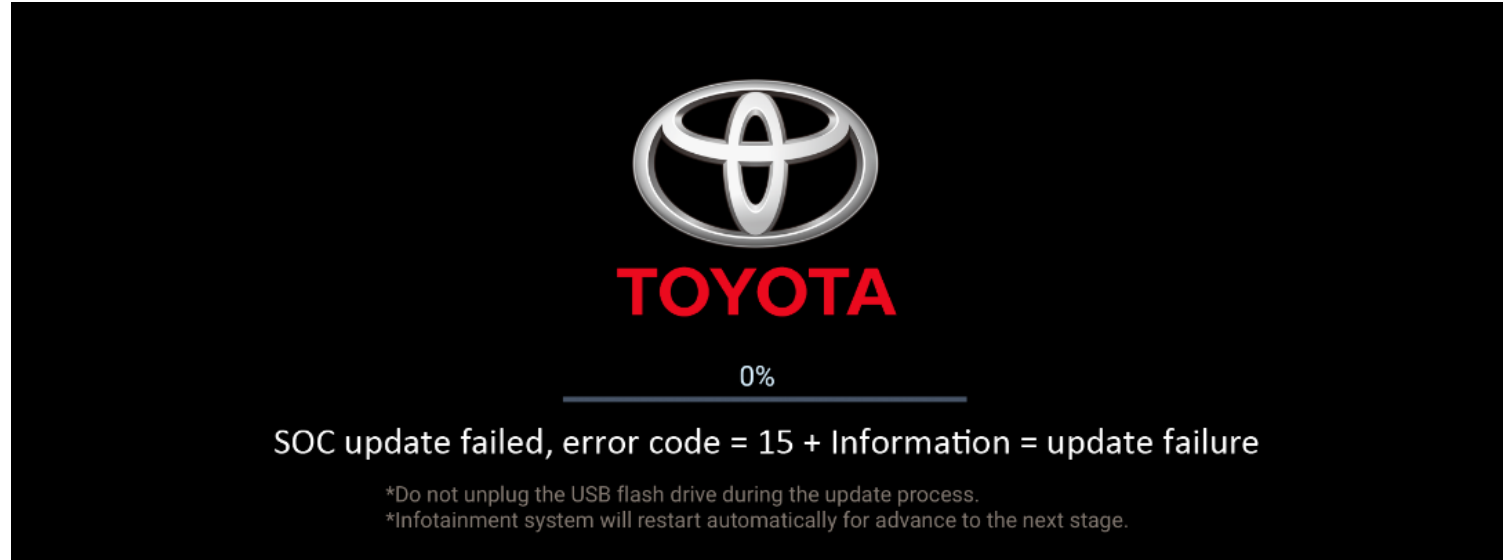 TOYOTA
0%
SOC update failed, error code = 15 + Information = update failure
*Do not unplug the USB flash drive during the update process.
*Infotainment system will restart automatically for advance to the next stage.